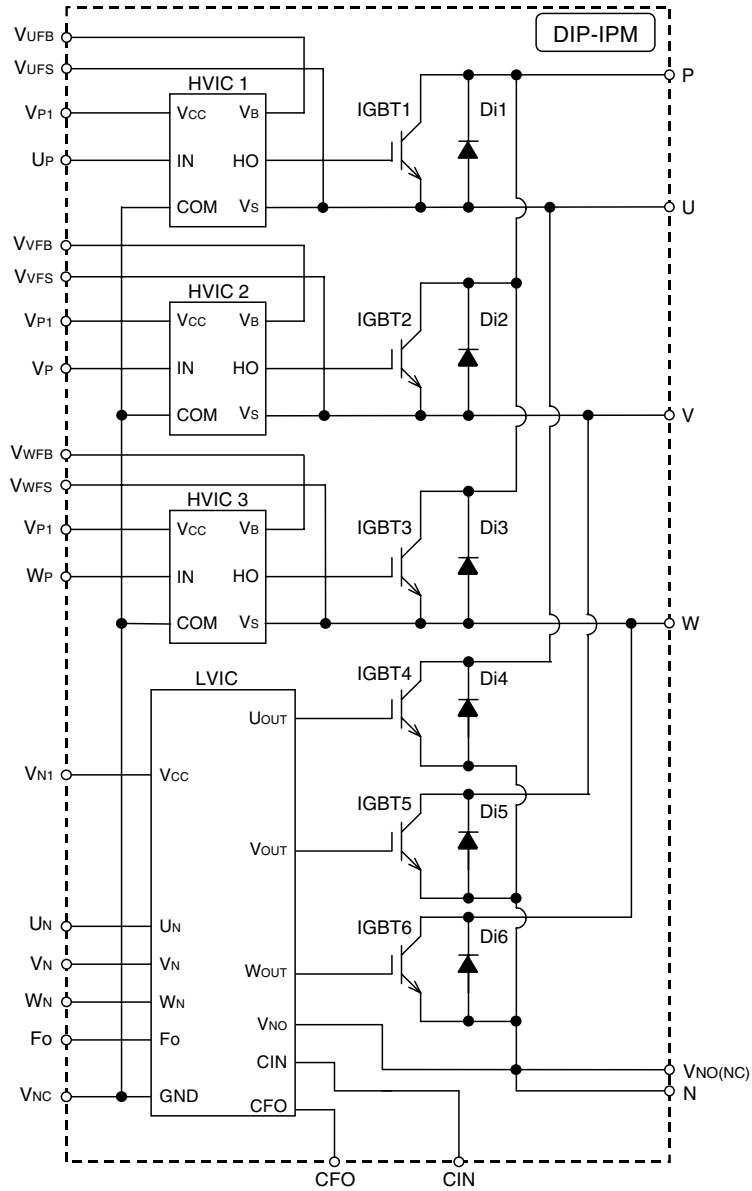 DIP-IPM
VUFB
VUFS
VP1
UP
HVIC 1
VCC
VB
IN
HO
COM
VS
IGBT1
Di1
P
U
VVFB
VVFS
VP1
VP
HVIC 2
VCC
VB
IN
HO
COM
VS
IGBT2
Di2
V
VWFB
VWFS
VP1
WP
HVIC 3
VCC
VB
IN
HO
COM
VS
IGBT3
Di3
W
LVIC
UOUT
IGBT4
Di4
VN1
VCC
VOUT
IGBT5
Di5
UN
UN
VN
VN
WN
WN
Fo
Fo
WOUT
IGBT6
Di6
VNO
CIN
VNC
GND
CFO
VNO(NC)
N
CFO
CIN